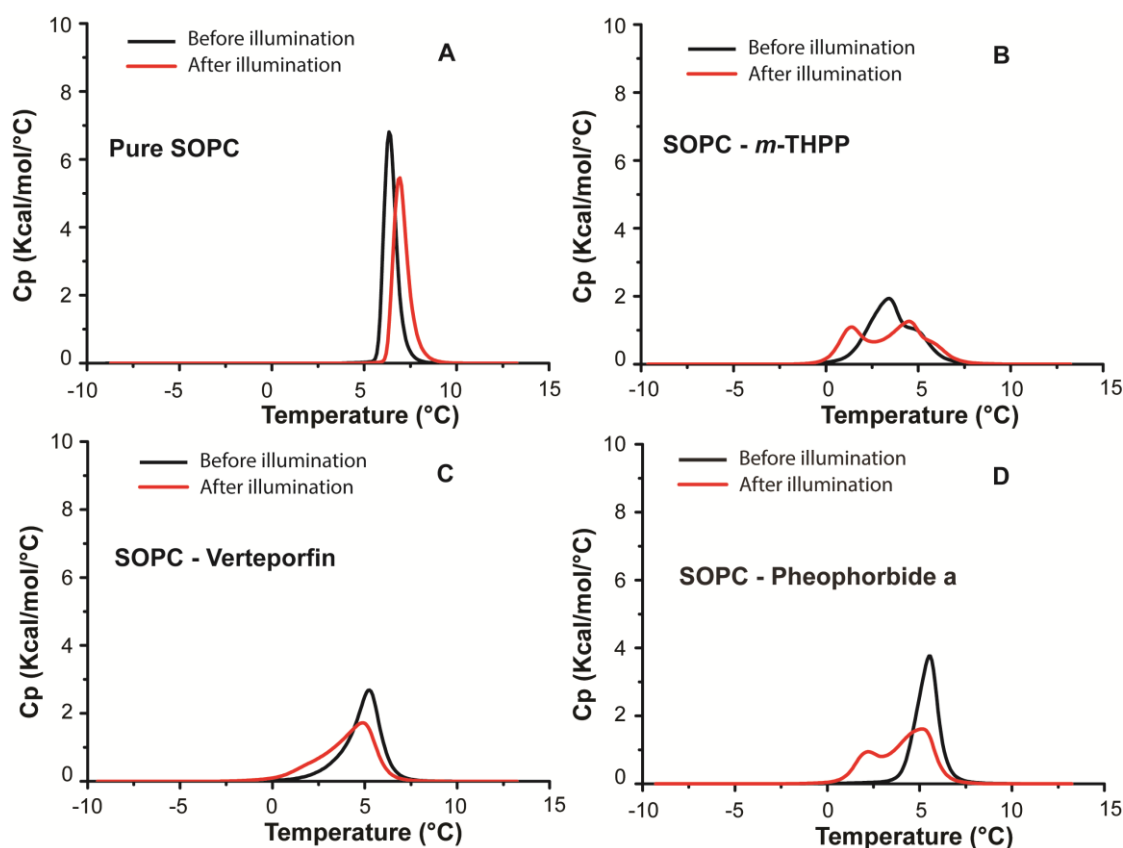 Before illumination
After illumination
A
Pure SOPC
Cp (Kcal/mol/°C)
10
8
6
4
2
0
-10
-5
0
5
10
15
Temperature (°C)
Before illumination
After illumination
B
SOPC - m-THPP
Cp (Kcal/mol/°C)
10
8
6
4
2
0
-10
-5
0
5
10
15
Temperature (°C)
Before illumination
After illumination
C
SOPC - Verteporfin
Cp (Kcal/mol/°C)
10
8
6
4
2
0
-10
-5
0
5
10
15
Temperature (°C)
Before illumination
After illumination
D
SOPC - Pheophorbide a
Cp (Kcal/mol/°C)
10
8
6
4
2
0
-10
-5
0
5
10
15
Temperature (°C)